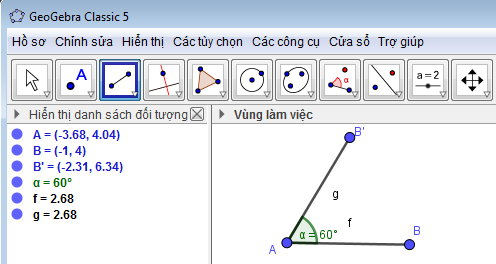 GeoGebra Classic 5
Hồ sơ Chỉnh sửa Hiển thị Các tùy chọn Các công cụ Cửa sổ Trợ giúp
A
α
a = 2
Hiển thị danh sách đối tượng
Vùng làm việc
A = (-3.68, 4.04)
B = (-1, 4)
B' = (-2.31, 6.34)
α = 60°
f = 2.68
g = 2.68
B'
g
f
α = 60°
A
B